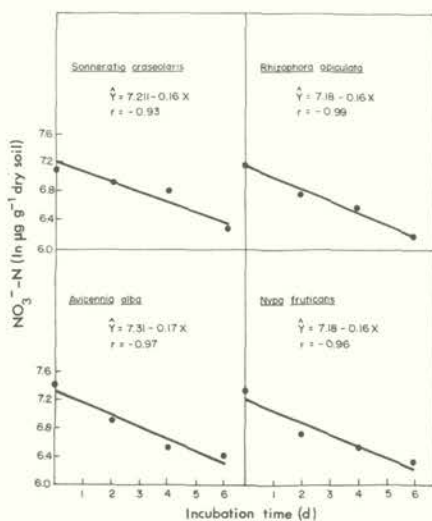 Sonneratia craseolaris
Ŷ = 7.211-0.16 X
r = -0.93
Rhizophora apiculata
Ŷ = 7.18-0.16 X
r = -0.99
7.6
7.2
6.8
6.4
6.0
Avicennia alba
Ŷ = 7.31-0.17 X
r = -0.97
Nypa fruticans
Ŷ = 7.18-0.16 X
r = -0.96
7.6
7.2
6.8
6.4
6.0
1 2 3 4 5 6 1 2 3 4 5 6
NO₃⁻-N (ln µg g⁻¹ dry soil)
Incubation time (d)